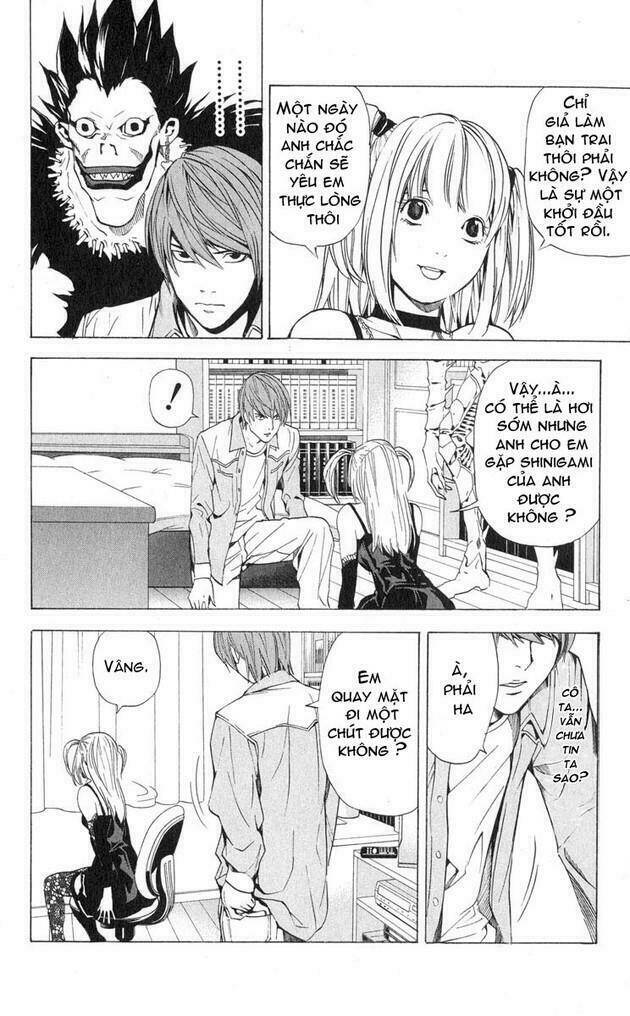 CHỈ
GIẢ LÀM
BẠN TRAI
THÔI PHẢI
KHÔNG? VẬY
LÀ SỰ MỘT
KHỞI ĐẦU
TỐT RỒI.
MỘT NGÀY
NÀO ĐÓ
ANH CHẮC
CHẮN SẼ
YÊU EM
THỰC LÒNG
THÔI
VẬY...À...
CÓ THỂ LÀ HƠI
SỚM NHƯNG
ANH CHO EM
GẶP SHINIGAMI
CỦA ANH
ĐƯỢC
KHÔNG ?
!
CÔ
TA...
VẪN
CHƯA
TIN
TA
SAO?
À,
PHẢI
HA
EM
QUAY MẶT
ĐI MỘT
CHÚT ĐƯỢC
KHÔNG ?
VÂNG.